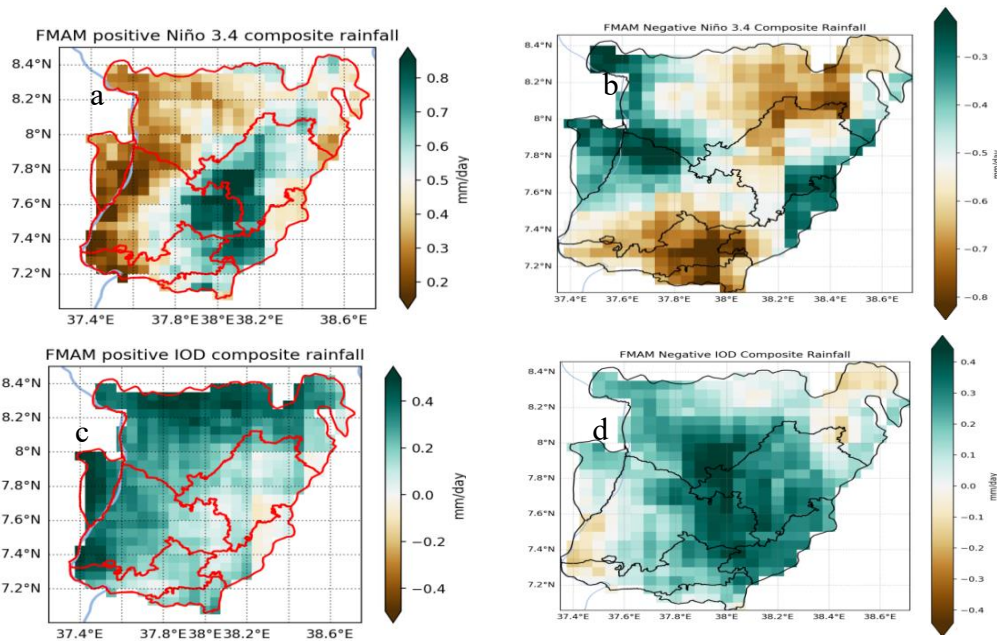 FMAM positive Niño 3.4 composite rainfall
a
8.4°N
8.2°N
8°N
7.8°N
7.6°N
7.4°N
7.2°N
37.4°E
37.8°E
38°E
38.2°E
38.6°E
0.8
0.7
0.6
0.5
0.4
0.3
0.2
mm/day
FMAM Negative Niño 3.4 Composite Rainfall
b
8.4°N
8.2°N
8°N
7.8°N
7.6°N
7.4°N
7.2°N
37.4°E
37.6°E
37.8°E
38°E
38.2°E
38.4°E
38.6°E
−0.3
−0.4
−0.5
−0.6
−0.7
−0.8
mm/day
FMAM positive IOD composite rainfall
c
8.4°N
8.2°N
8°N
7.8°N
7.6°N
7.4°N
7.2°N
37.4°E
37.8°E
38°E
38.2°E
38.6°E
0.4
0.2
0.0
−0.2
−0.4
mm/day
FMAM Negative IOD Composite Rainfall
d
8.4°N
8.2°N
8°N
7.8°N
7.6°N
7.4°N
7.2°N
37.4°E
37.6°E
37.8°E
38°E
38.2°E
38.4°E
38.6°E
0.4
0.3
0.2
0.1
0.0
−0.1
−0.2
−0.3
−0.4
mm/day